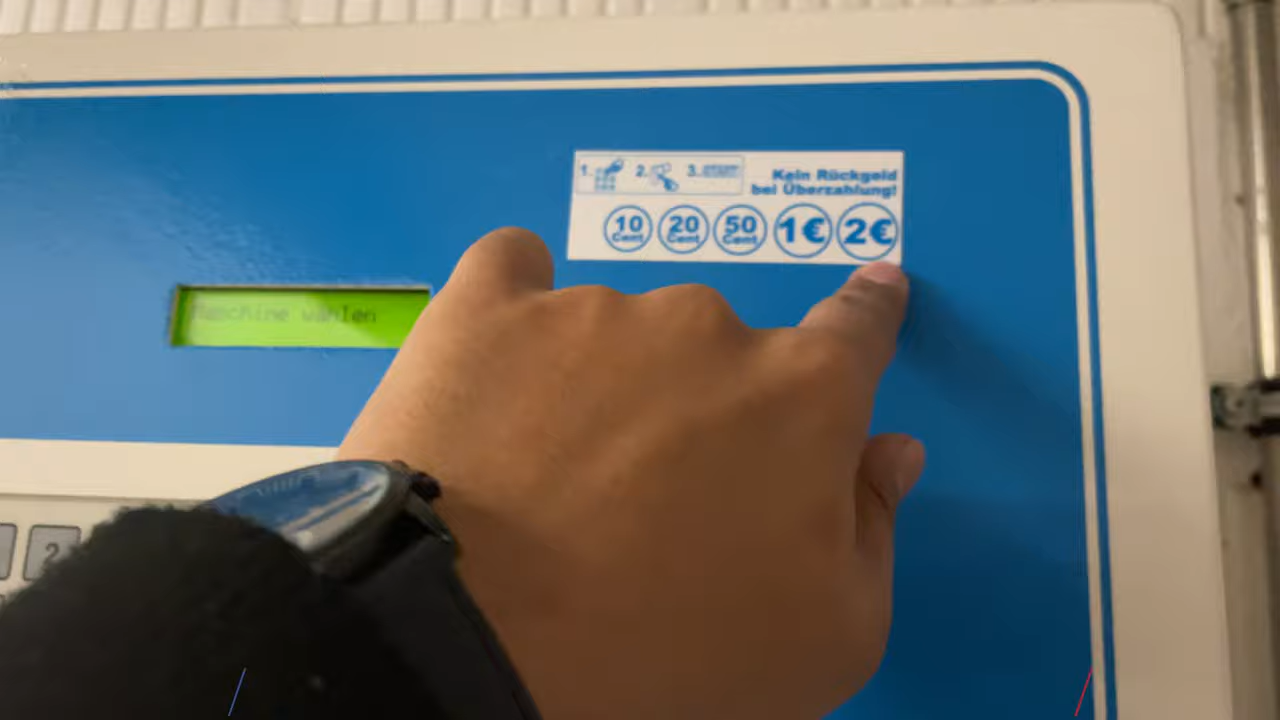 1. 2. 3.
Kein Rückgeld
bei Überzahlung!
10 Cent 20 Cent 50 Cent 1€ 2€
Maschine wählen
2